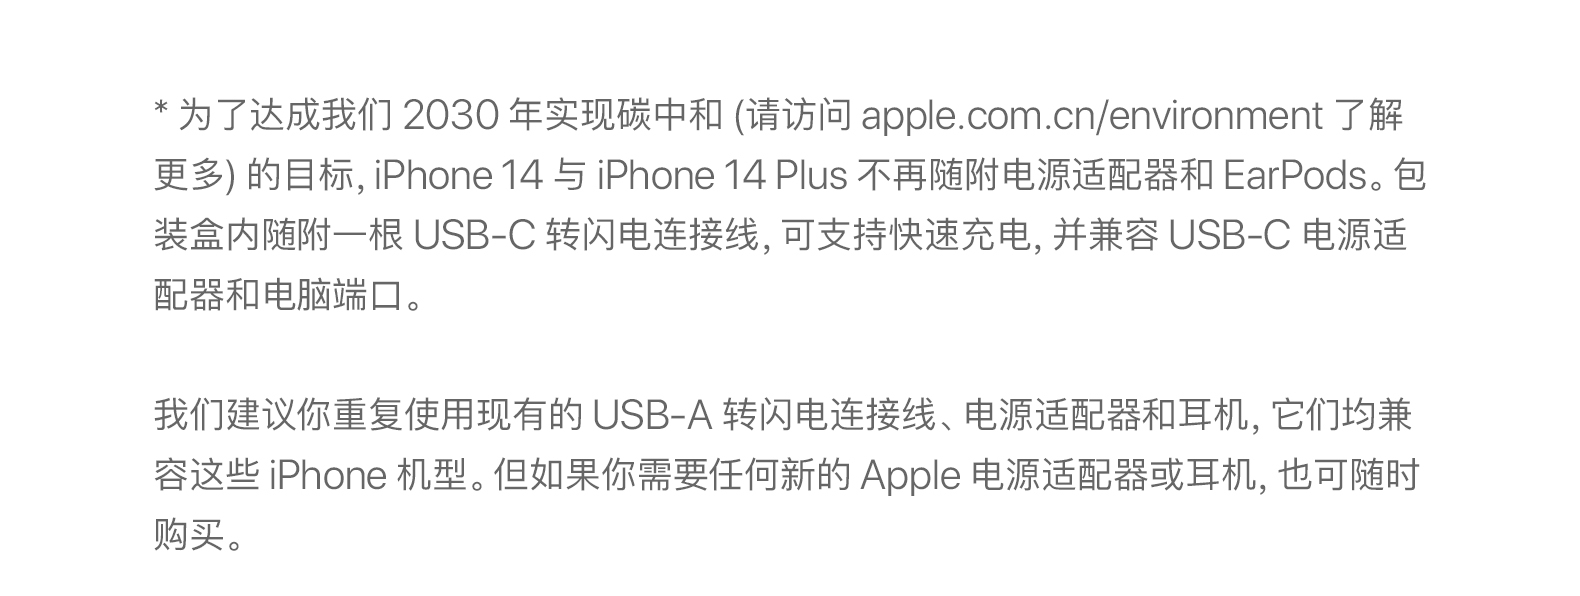 * 为了达成我们 2030 年实现碳中和 (请访问 apple.com.cn/environment 了解
更多) 的目标, iPhone 14 与 iPhone 14 Plus 不再随附电源适配器和 EarPods。包
装盒内随附一根 USB-C 转闪电连接线, 可支持快速充电, 并兼容 USB-C 电源适
配器和电脑端口。
我们建议你重复使用现有的 USB-A 转闪电连接线、电源适配器和耳机, 它们均兼
容这些 iPhone 机型。但如果你需要任何新的 Apple 电源适配器或耳机, 也可随时
购买。